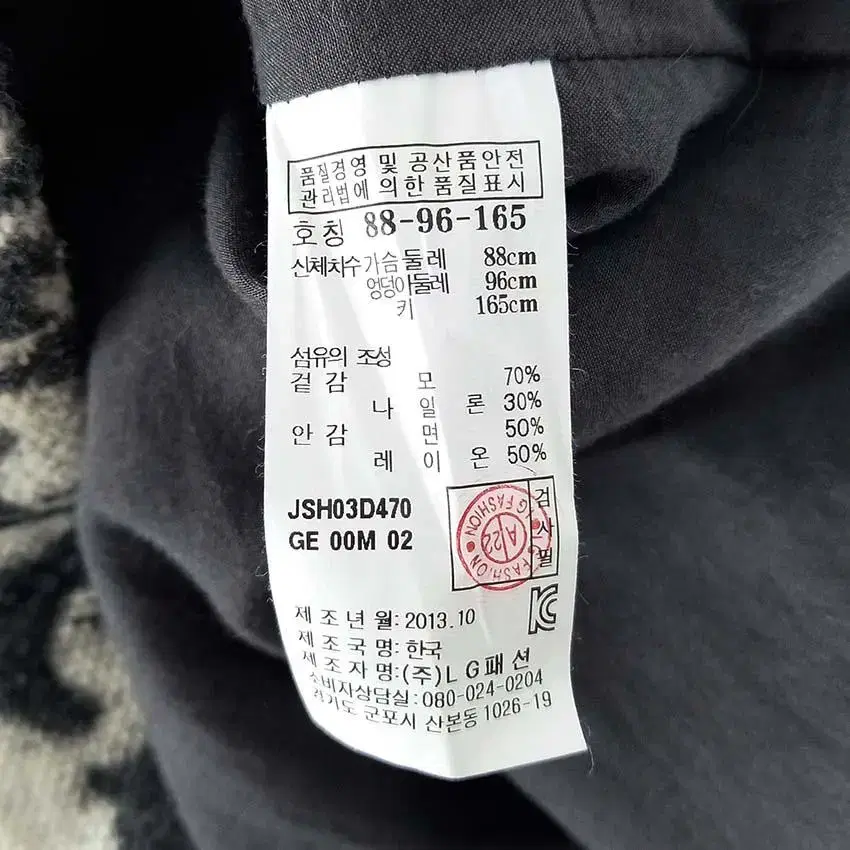 품질경영 및 공산품안전
관리법에 의한 품질표시
호칭 88-96-165
신체치수 가슴둘레 88cm
엉덩이둘레 96cm
키 165cm
섬유의 조성
겉감 모 70%
나일론 30%
안감 면 50%
레이온 50%
JSH03D470
GE 00M 02
검사필
LG FASHION
A/22
LG FASHION
제조년월:2013.10
제조국명:한국
제조자명:(주)LG패션
소비자상담실:080-024-0204
경기도 군포시 산본동 1026-19